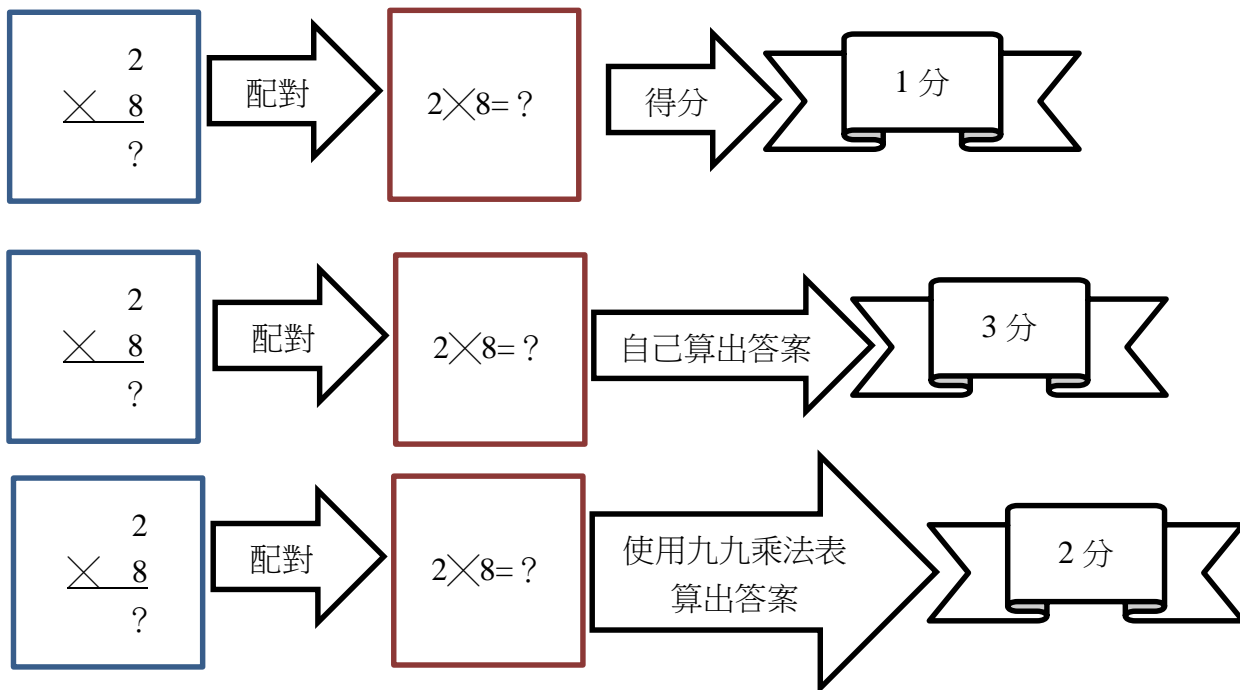 2
╳ 8
？
配對
2╳8=？
得分
1 分
2
╳ 8
？
配對
2╳8=？
自己算出答案
3 分
2
╳ 8
？
配對
2╳8=？
使用九九乘法表
算出答案
2 分